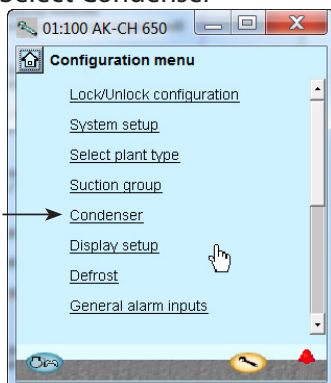 Select Condenser
01:100 AK-CH 650
Configuration menu
Lock/Unlock configuration
System setup
Select plant type
Suction group
Condenser
Display setup
Defrost
General alarm inputs